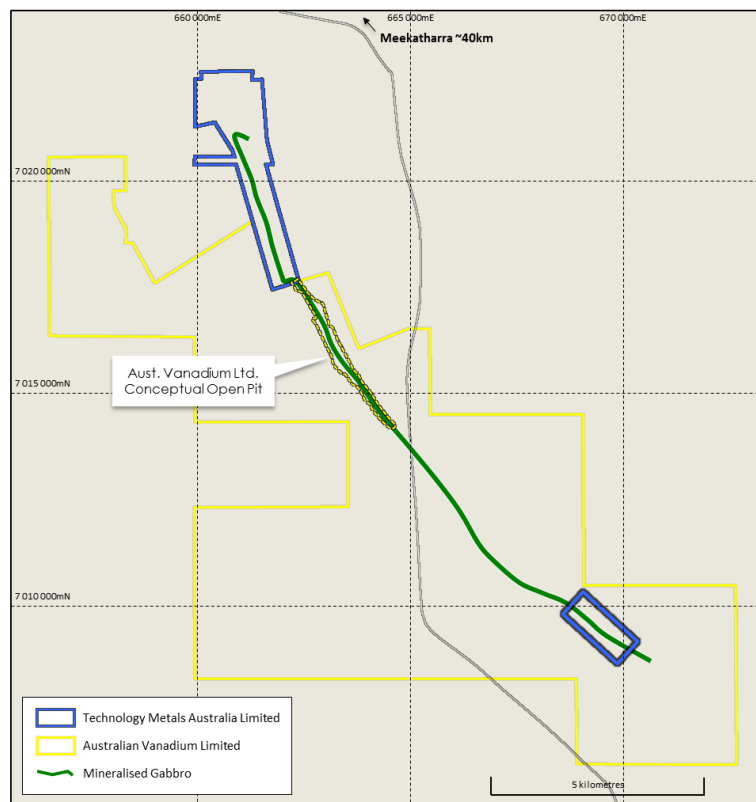 660 000mE
665 000mE
670 000mE
Meekatharra ~40km
7 020 000mN
Aust. Vanadium Ltd.
Conceptual Open Pit
7 015 000mN
7 010 000mN
Technology Metals Australia Limited
Australian Vanadium Limited
Mineralised Gabbro
5 kilometres